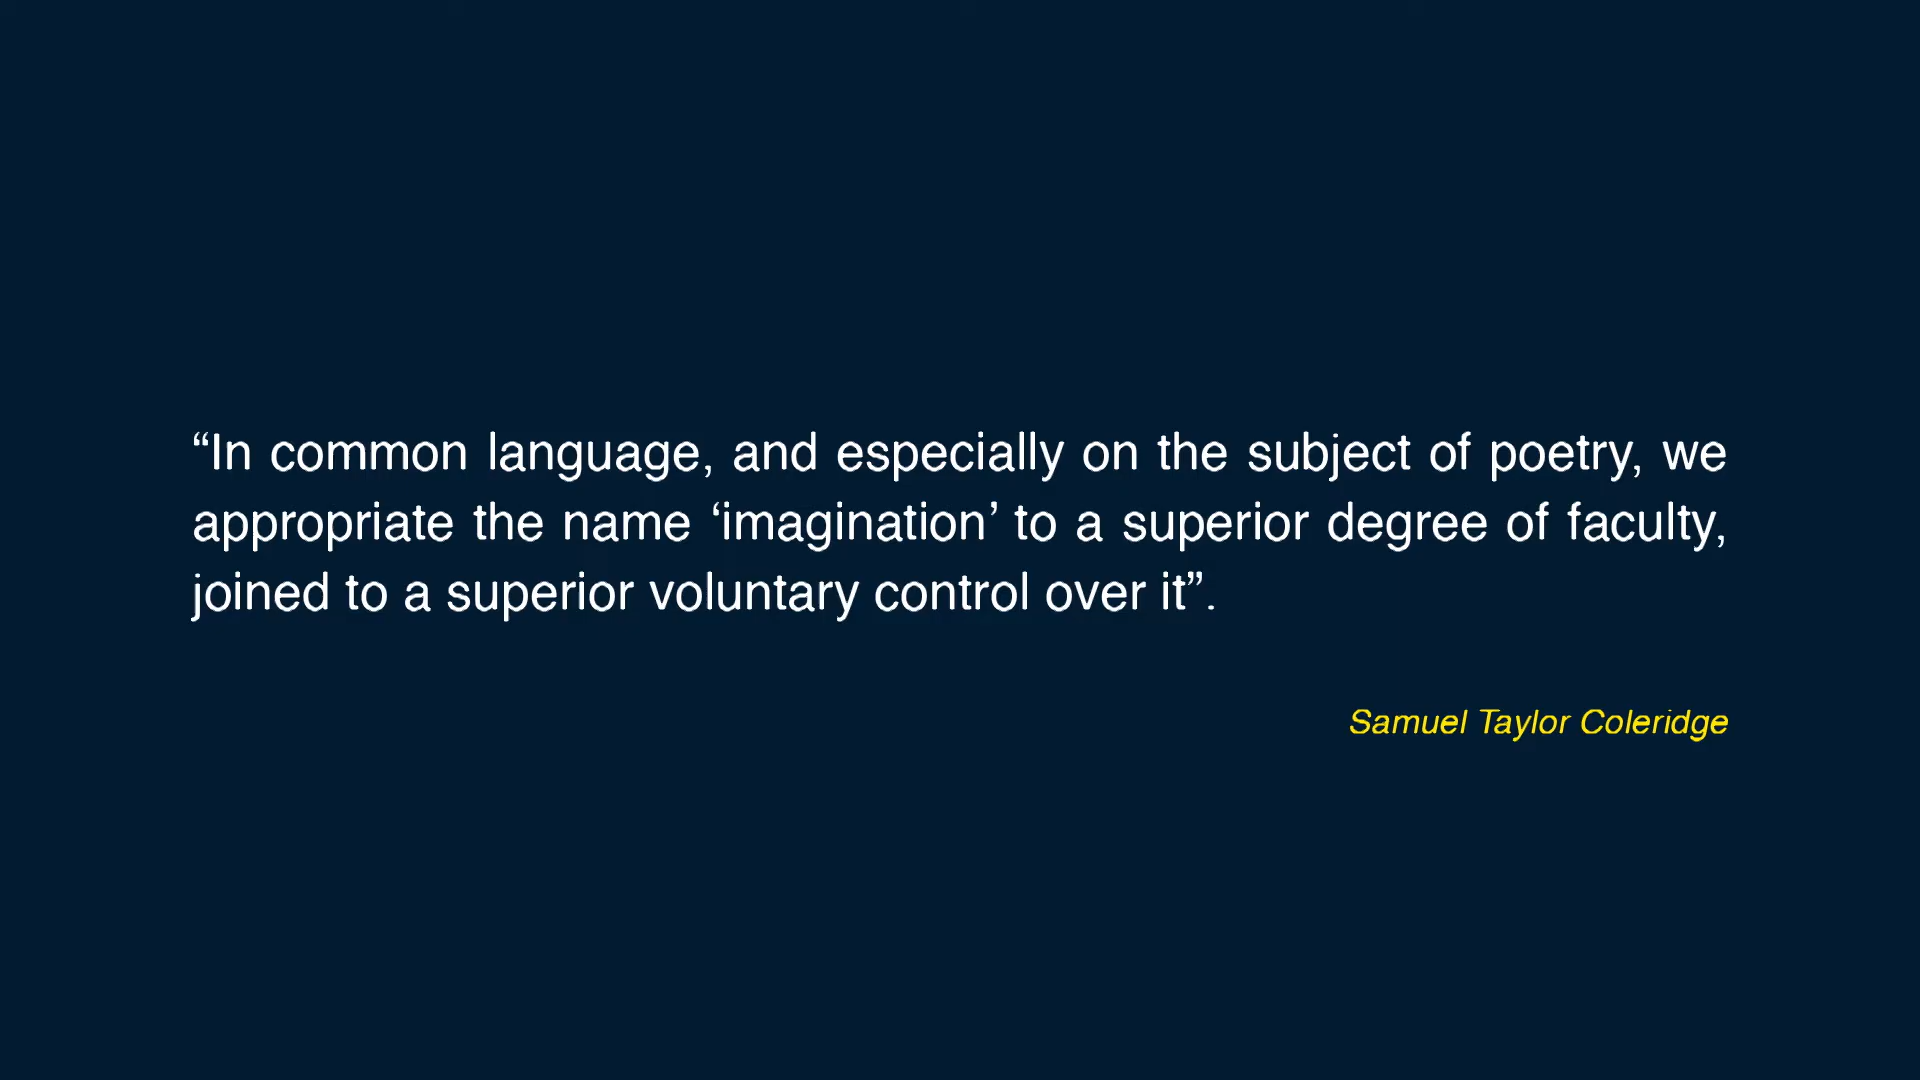 “In common language, and especially on the subject of poetry, we
appropriate the name ‘imagination’ to a superior degree of faculty,
joined to a superior voluntary control over it”.
Samuel Taylor Coleridge